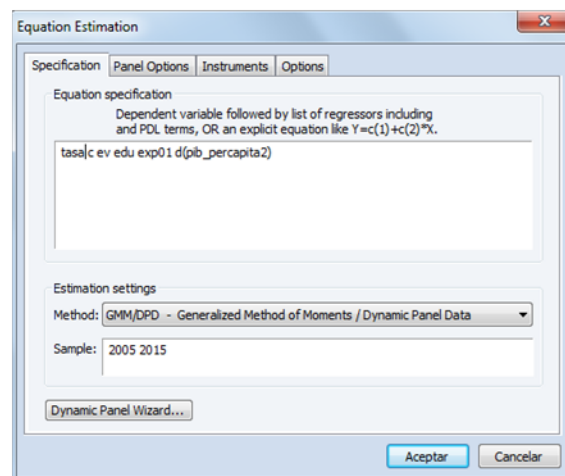 Equation Estimation
Specification Panel Options Instruments Options
Equation specification
Dependent variable followed by list of regressors including
and PDL terms, OR an explicit equation like Y=c(1)+c(2)*X.
tasa c ev edu exp01 d(pib_percapita2)
Estimation settings
Method: GMM/DPD - Generalized Method of Moments / Dynamic Panel Data
Sample: 2005 2015
Dynamic Panel Wizard...
Aceptar Cancelar